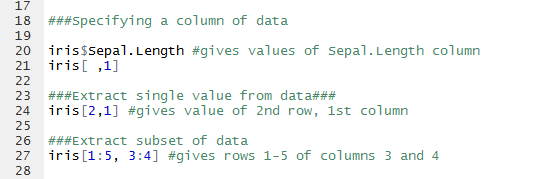 17
18 ###Specifying a column of data
19
20 iris$Sepal.Length #gives values of Sepal.Length column
21 iris[ ,1]
22
23 ###Extract single value from data###
24 iris[2,1] #gives value of 2nd row, 1st column
25
26 ###Extract subset of data
27 iris[1:5, 3:4] #gives rows 1-5 of columns 3 and 4
28